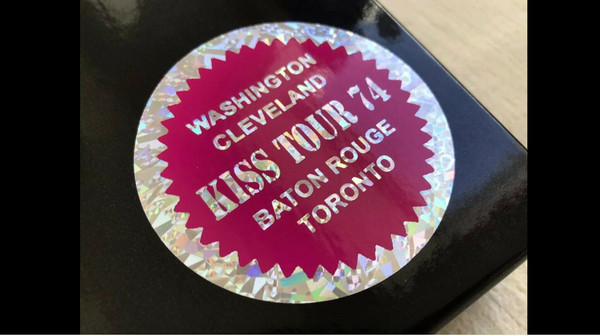 WASHINGTON
CLEVELAND
KISS TOUR 74
BATON ROUGE
TORONTO